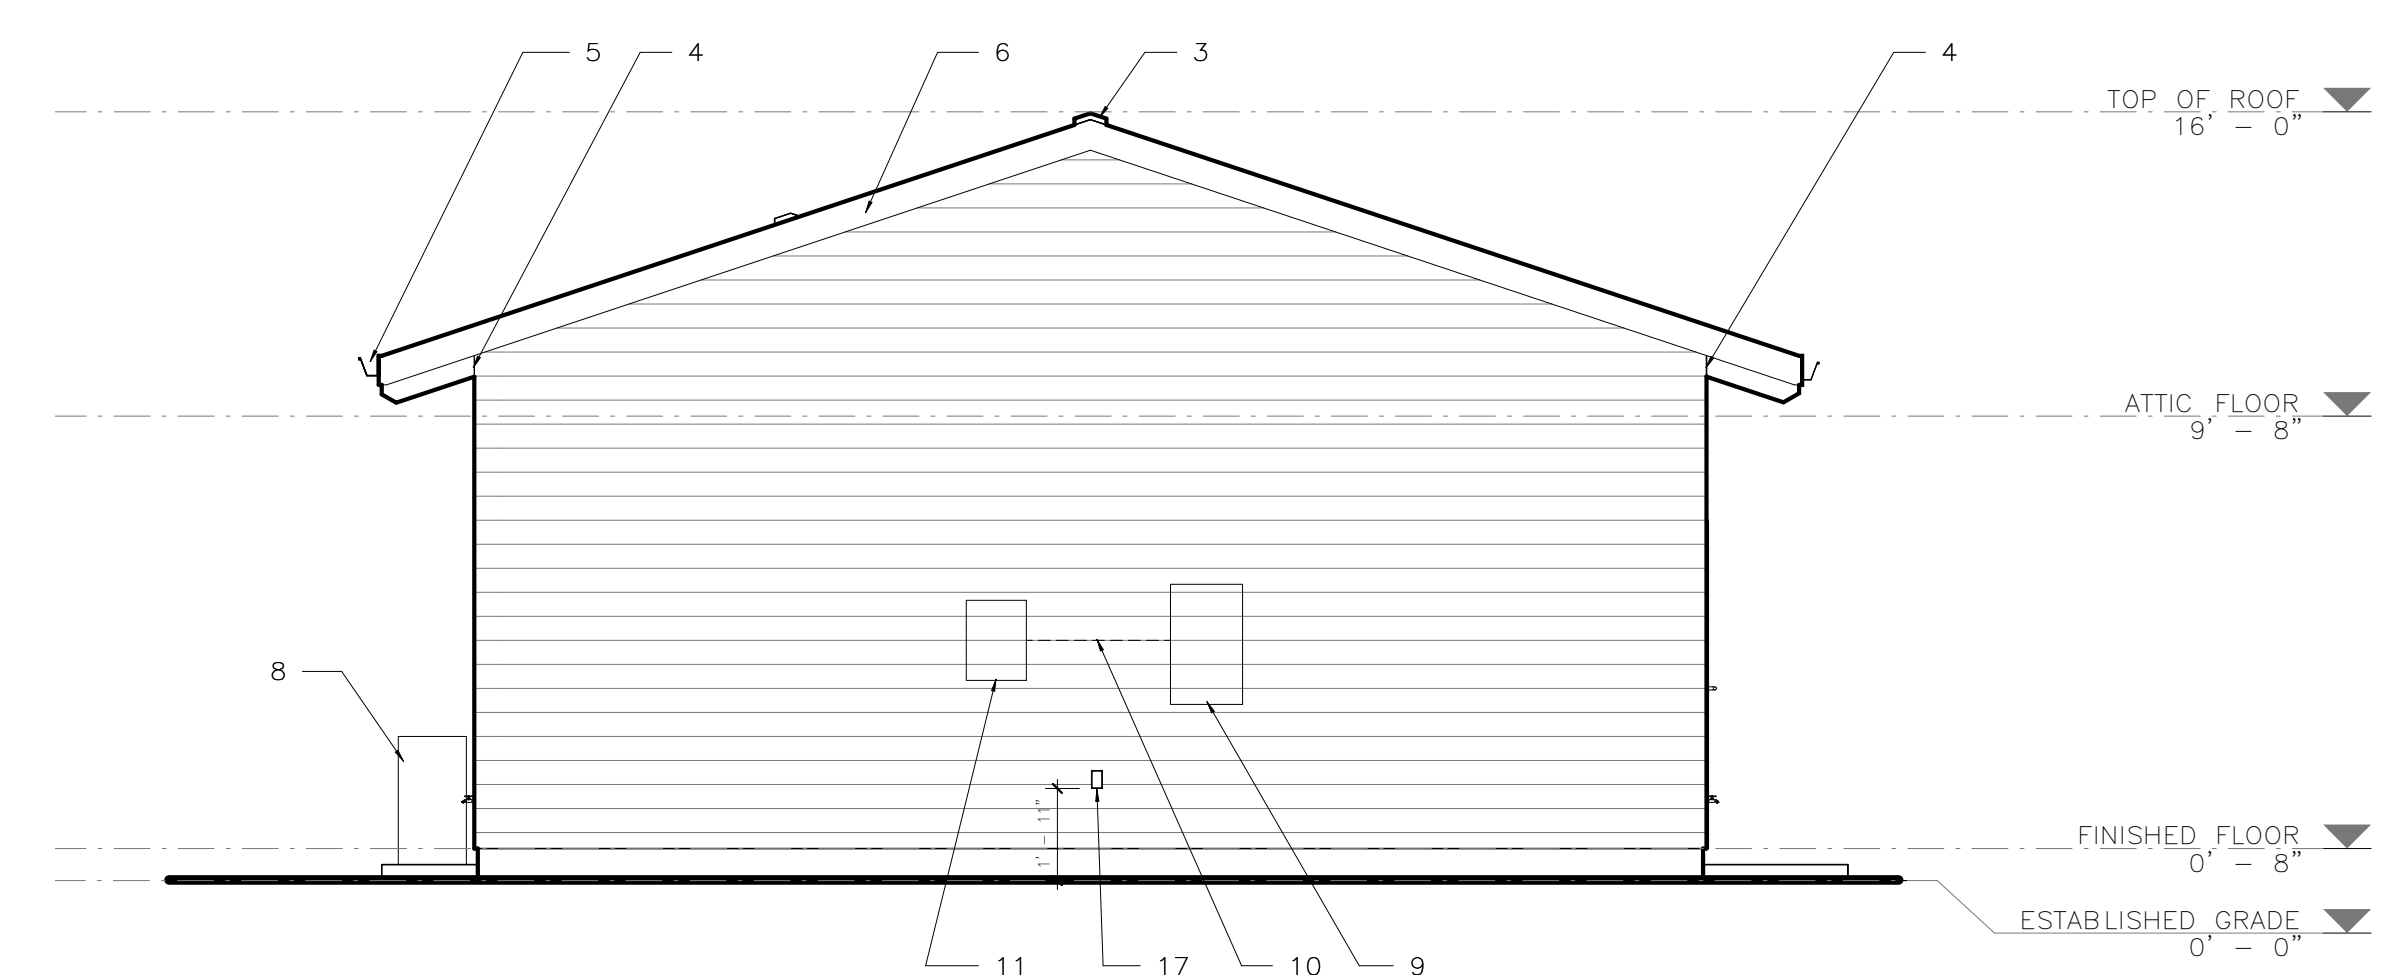 5
4
6
3
4
TOP OF ROOF
16' – 0"
ATTIC FLOOR
9' – 8"
8
1' – 11"
FINISHED FLOOR
0' – 8"
ESTABLISHED GRADE
0' – 0"
11
17
10
9